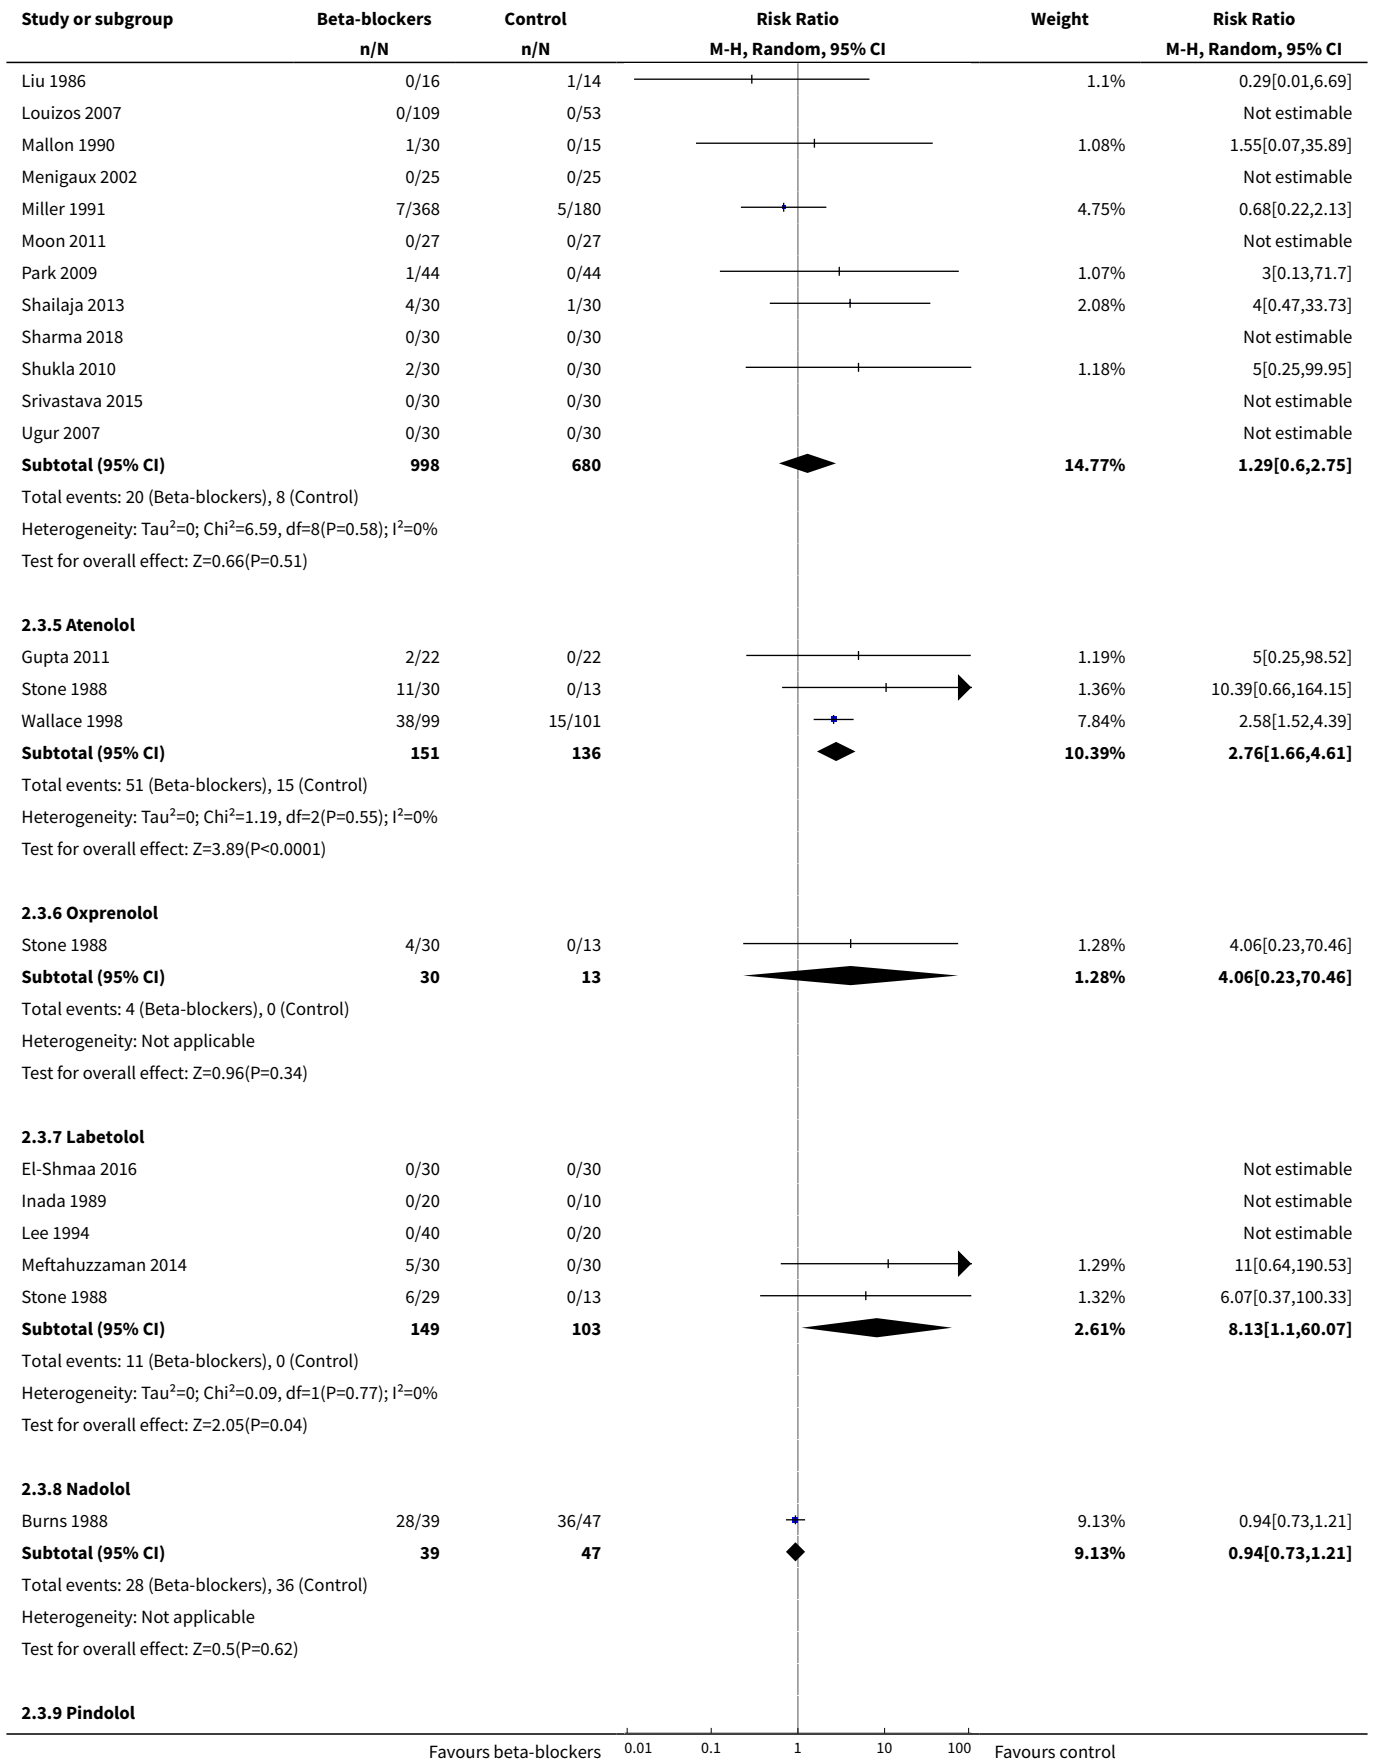 Study or subgroup Beta-blockers Control Risk Ratio Weight Risk Ratio
n/N n/N M-H, Random, 95% CI M-H, Random, 95% CI
Liu 1986 0/16 1/14 1.1% 0.29[0.01,6.69]
Louizos 2007 0/109 0/53 Not estimable
Mallon 1990 1/30 0/15 1.08% 1.55[0.07,35.89]
Menigaux 2002 0/25 0/25 Not estimable
Miller 1991 7/368 5/180 4.75% 0.68[0.22,2.13]
Moon 2011 0/27 0/27 Not estimable
Park 2009 1/44 0/44 1.07% 3[0.13,71.7]
Shailaja 2013 4/30 1/30 2.08% 4[0.47,33.73]
Sharma 2018 0/30 0/30 Not estimable
Shukla 2010 2/30 0/30 1.18% 5[0.25,99.95]
Srivastava 2015 0/30 0/30 Not estimable
Ugur 2007 0/30 0/30 Not estimable
Subtotal (95% CI) 998 680 14.77% 1.29[0.6,2.75]
Total events: 20 (Beta-blockers), 8 (Control)
Heterogeneity: Tau²=0; Chi²=6.59, df=8(P=0.58); I²=0%
Test for overall effect: Z=0.66(P=0.51)
2.3.5 Atenolol
Gupta 2011 2/22 0/22 1.19% 5[0.25,98.52]
Stone 1988 11/30 0/13 1.36% 10.39[0.66,164.15]
Wallace 1998 38/99 15/101 7.84% 2.58[1.52,4.39]
Subtotal (95% CI) 151 136 10.39% 2.76[1.66,4.61]
Total events: 51 (Beta-blockers), 15 (Control)
Heterogeneity: Tau²=0; Chi²=1.19, df=2(P=0.55); I²=0%
Test for overall effect: Z=3.89(P<0.0001)
2.3.6 Oxprenolol
Stone 1988 4/30 0/13 1.28% 4.06[0.23,70.46]
Subtotal (95% CI) 30 13 1.28% 4.06[0.23,70.46]
Total events: 4 (Beta-blockers), 0 (Control)
Heterogeneity: Not applicable
Test for overall effect: Z=0.96(P=0.34)
2.3.7 Labetolol
El-Shmaa 2016 0/30 0/30 Not estimable
Inada 1989 0/20 0/10 Not estimable
Lee 1994 0/40 0/20 Not estimable
Meftahuzzaman 2014 5/30 0/30 1.29% 11[0.64,190.53]
Stone 1988 6/29 0/13 1.32% 6.07[0.37,100.33]
Subtotal (95% CI) 149 103 2.61% 8.13[1.1,60.07]
Total events: 11 (Beta-blockers), 0 (Control)
Heterogeneity: Tau²=0; Chi²=0.09, df=1(P=0.77); I²=0%
Test for overall effect: Z=2.05(P=0.04)
2.3.8 Nadolol
Burns 1988 28/39 36/47 9.13% 0.94[0.73,1.21]
Subtotal (95% CI) 39 47 9.13% 0.94[0.73,1.21]
Total events: 28 (Beta-blockers), 36 (Control)
Heterogeneity: Not applicable
Test for overall effect: Z=0.5(P=0.62)
2.3.9 Pindolol
Favours beta-blockers 0.01 0.1 1 10 100 Favours control